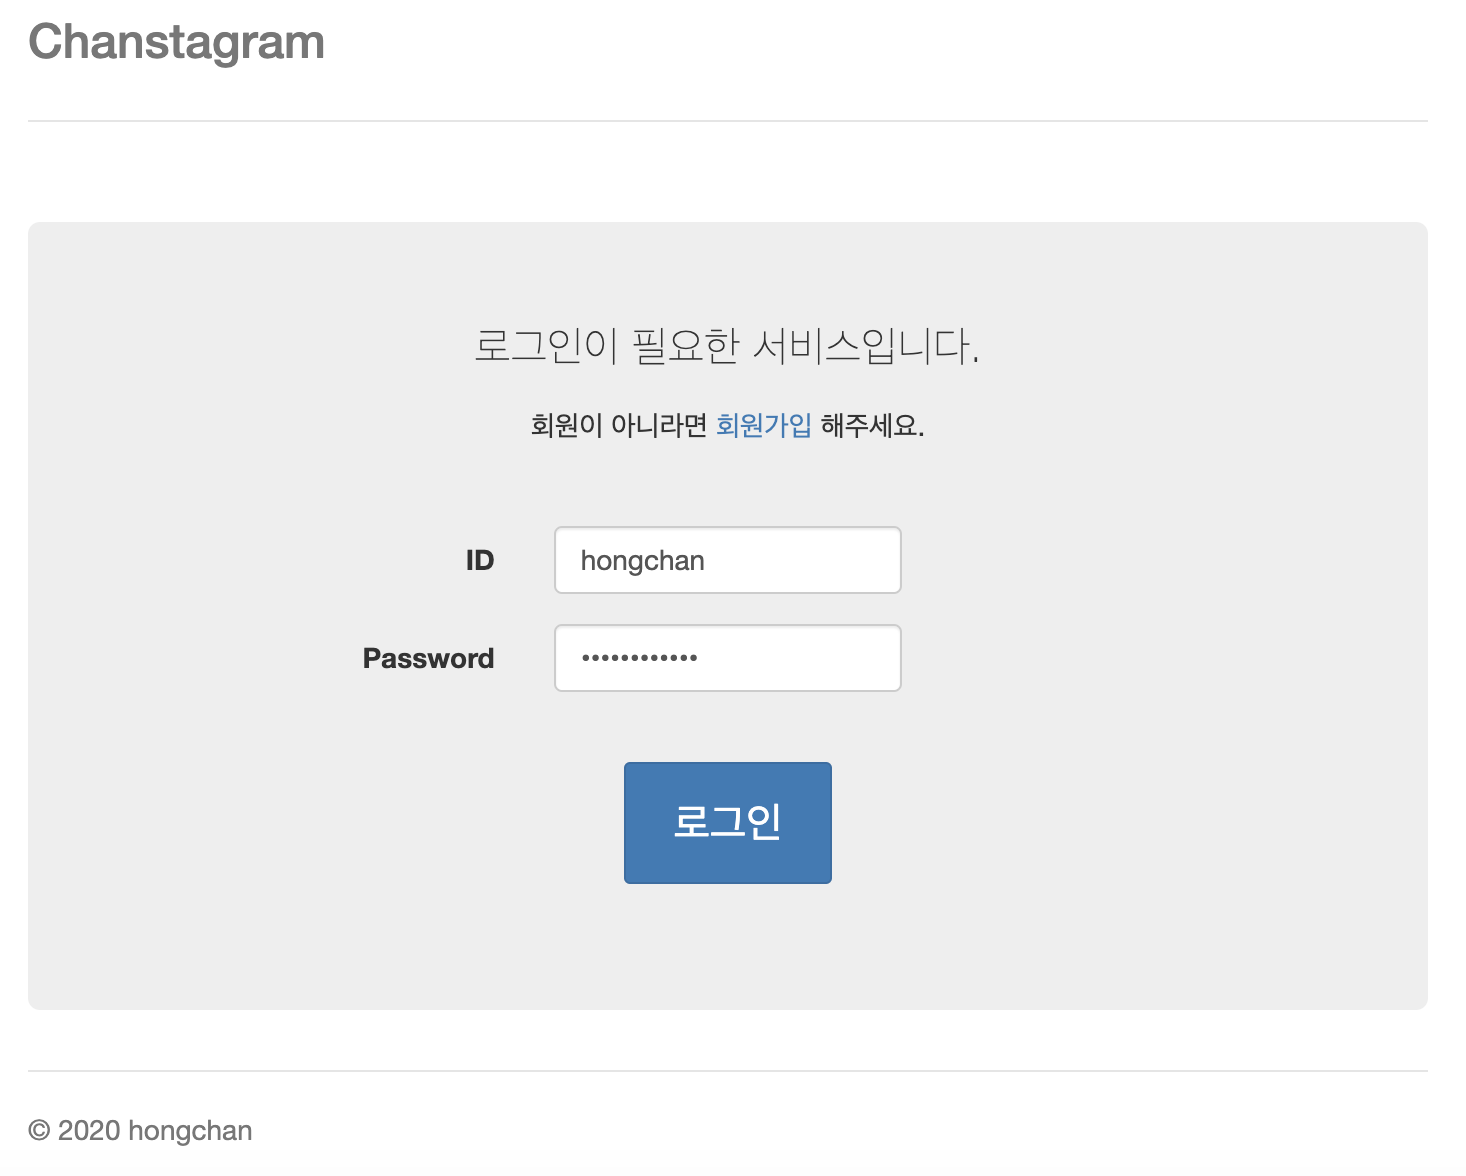 Chanstagram
로그인이 필요한 서비스입니다.
회원이 아니라면 회원가입 해주세요.
ID hongchan
Password ••••••••••••
로그인
© 2020 hongchan